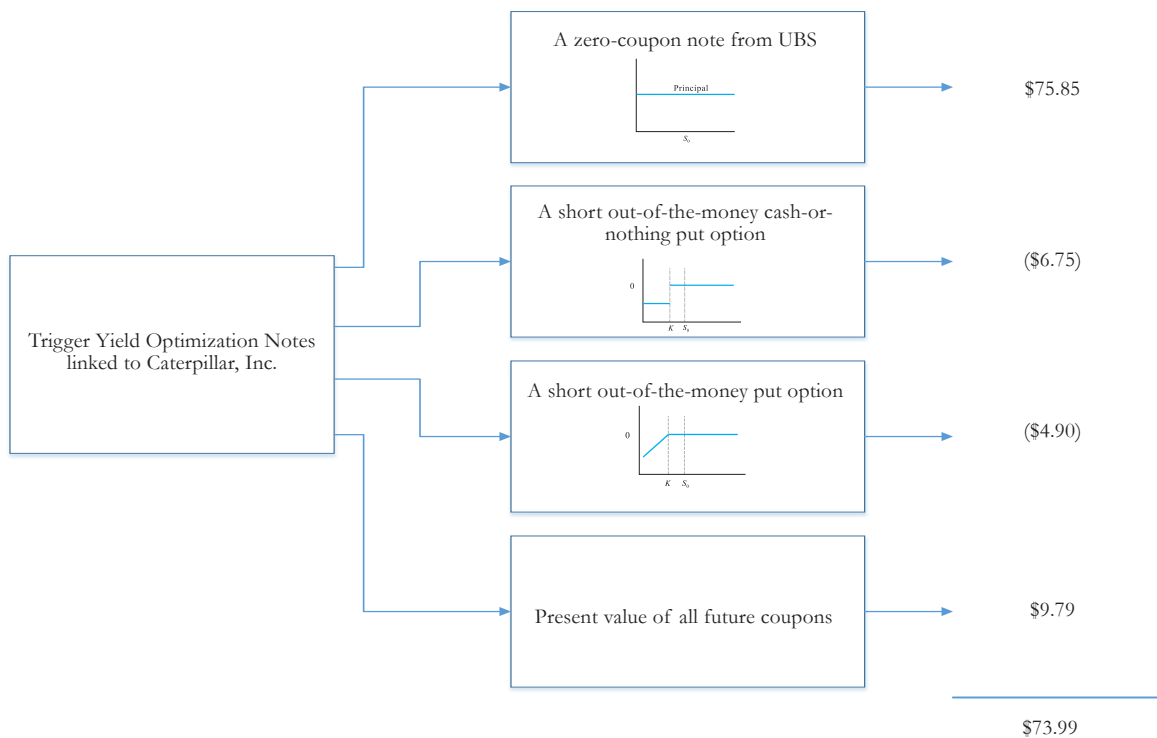 A zero-coupon note from UBS
Principal
S₀
$75.85
A short out-of-the-money cash-or-
nothing put option
0
K S₀
($6.75)
Trigger Yield Optimization Notes
linked to Caterpillar, Inc.
A short out-of-the-money put option
0
K S₀
($4.90)
Present value of all future coupons
$9.79
$73.99